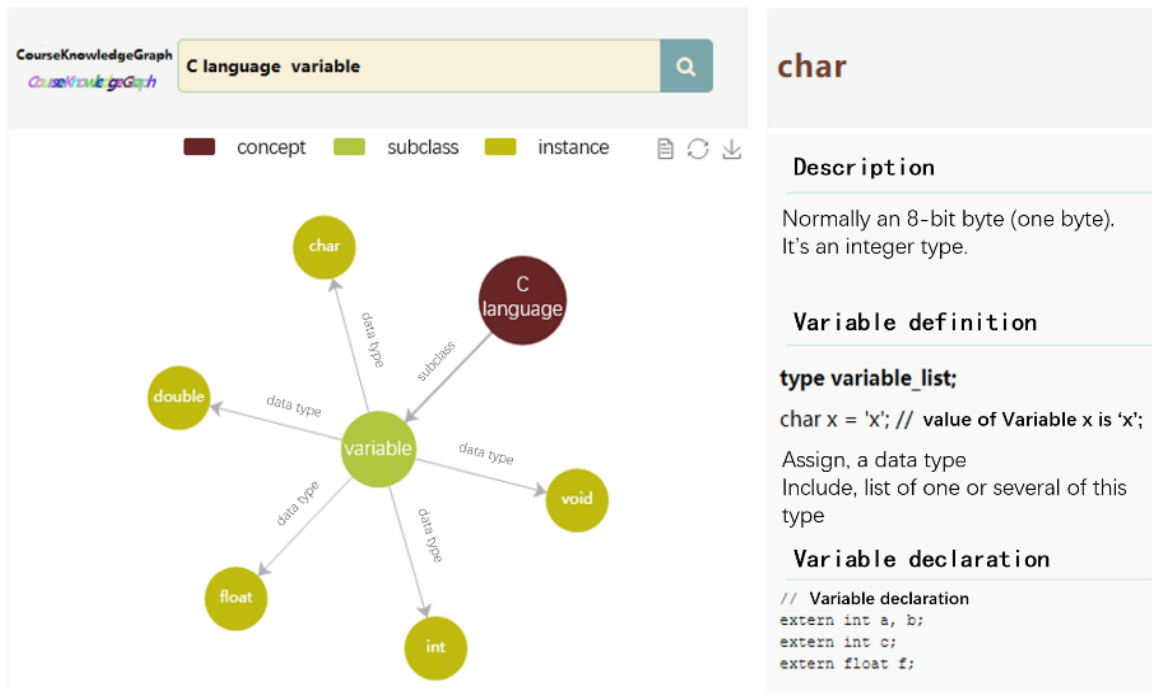 CourseKnowledgeGraph
CourseKnowledgeGraph
C language variable
concept
subclass
instance
char
C
language
data type
subclass
double
data type
variable
data type
void
data type
data type
float
int
char
Description
Normally an 8-bit byte (one byte).
It's an integer type.
Variable definition
type variable_list;
char x = 'x'; // value of Variable x is ‘x’;
Assign, a data type
Include, list of one or several of this
type
Variable declaration
// Variable declaration
extern int a, b;
extern int c;
extern float f;